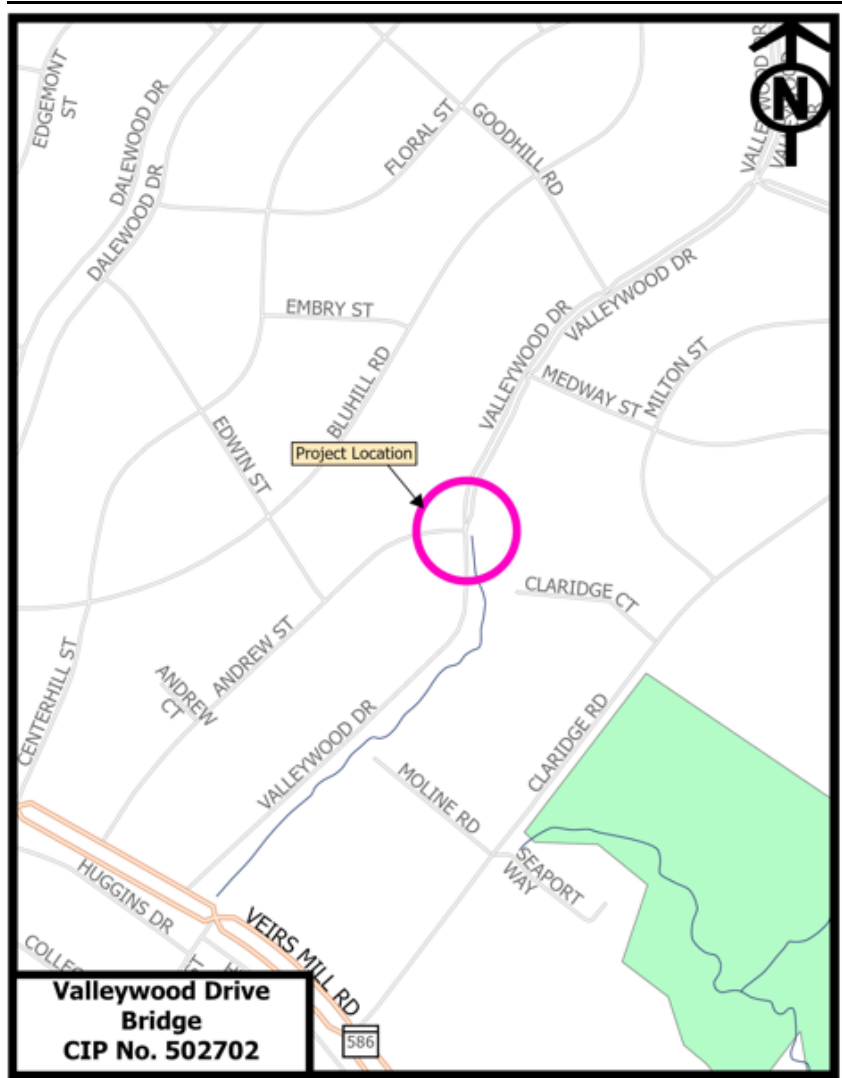 EDGEMONT
ST
DALEWOOD DR
DALEWOOD DR
FLORAL ST
GOODHILL RD
VALLEYWOOD DR
N
EMBRY ST
VALLEYWOOD DR
VALLEYWOOD DR
BLUHILL RD
MEDWAY ST
MILTON ST
EDWIN ST
Project Location
CLARIDGE CT
ANDREW ST
ANDREW
CT
CENTERHILL ST
VALLEYWOOD DR
CLARIDGE RD
MOLINE RD
SEAPORT
WAY
HUGGINS DR
VEIRS MILL RD
586
Valleywood Drive
Bridge
CIP No. 502702